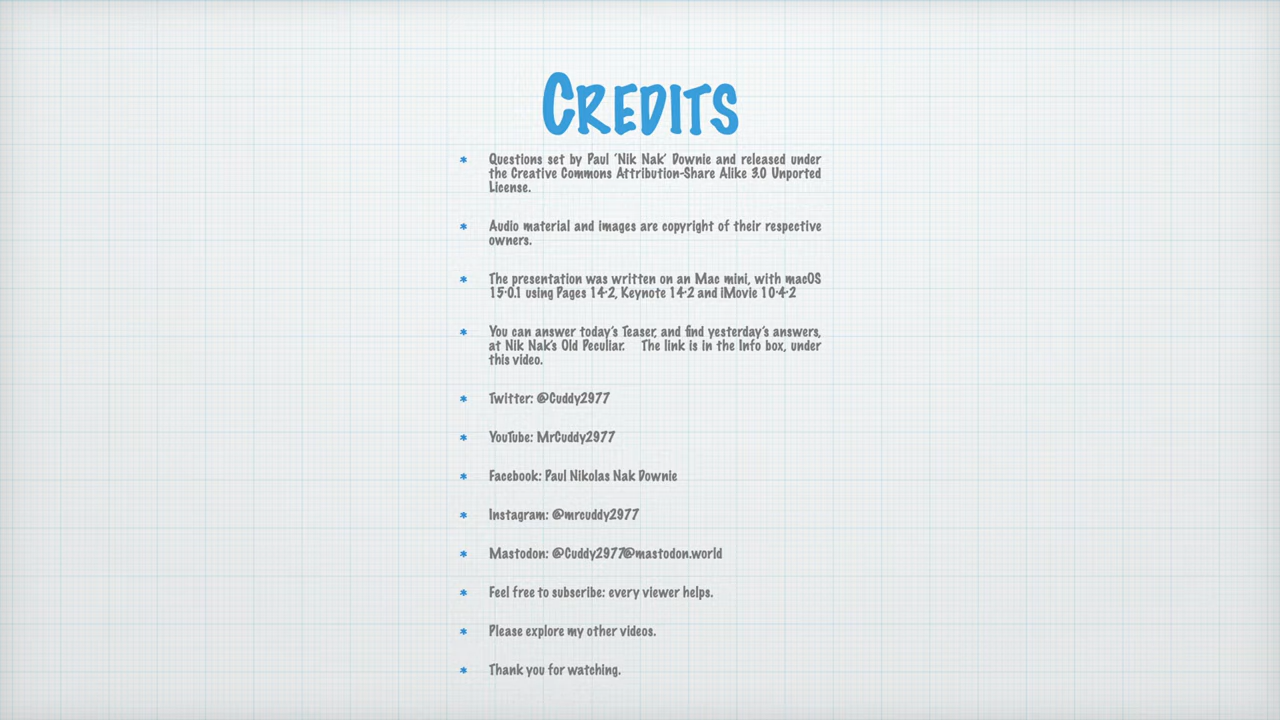 CREDITS
* Questions set by Paul ‘Nik Nak’ Downie and released under
the Creative Commons Attribution-Share Alike 3.0 Unported
License.
* Audio material and images are copyright of their respective
owners.
* The presentation was written on an Mac mini, with macOS
15·0.1 using Pages 14·2, Keynote 14·2 and iMovie 10·4·2
* You can answer today’s Teaser, and find yesterday’s answers,
at Nik Nak’s Old Peculiar. The link is in the Info box, under
this video.
* Twitter: @Cuddy2977
* YouTube: MrCuddy2977
* Facebook: Paul Nikolas Nak Downie
* Instagram: @mrcuddy2977
* Mastodon: @Cuddy2977@mastodon.world
* Feel free to subscribe: every viewer helps.
* Please explore my other videos.
* Thank you for watching.